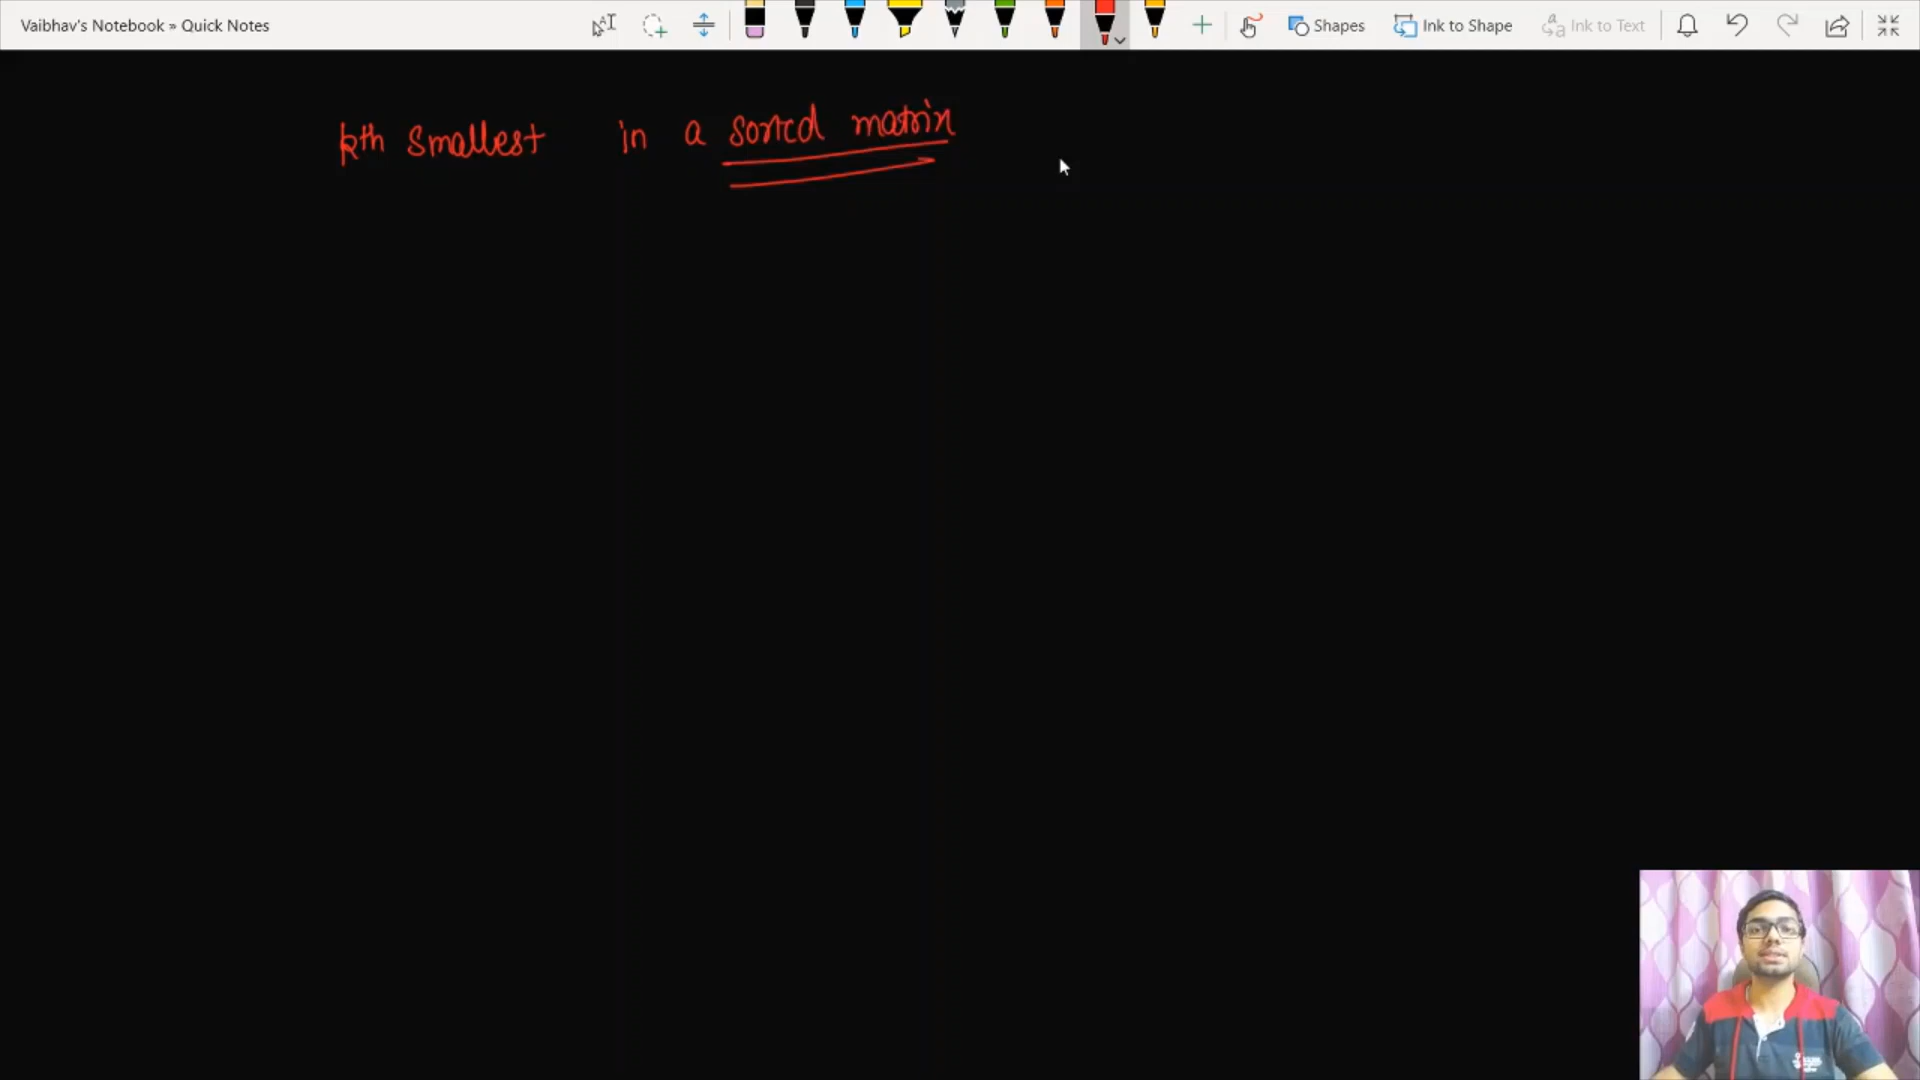 Vaibhav's Notebook » Quick Notes
Shapes
Ink to Shape
Ink to Text
kth smallest in a sorted matrix